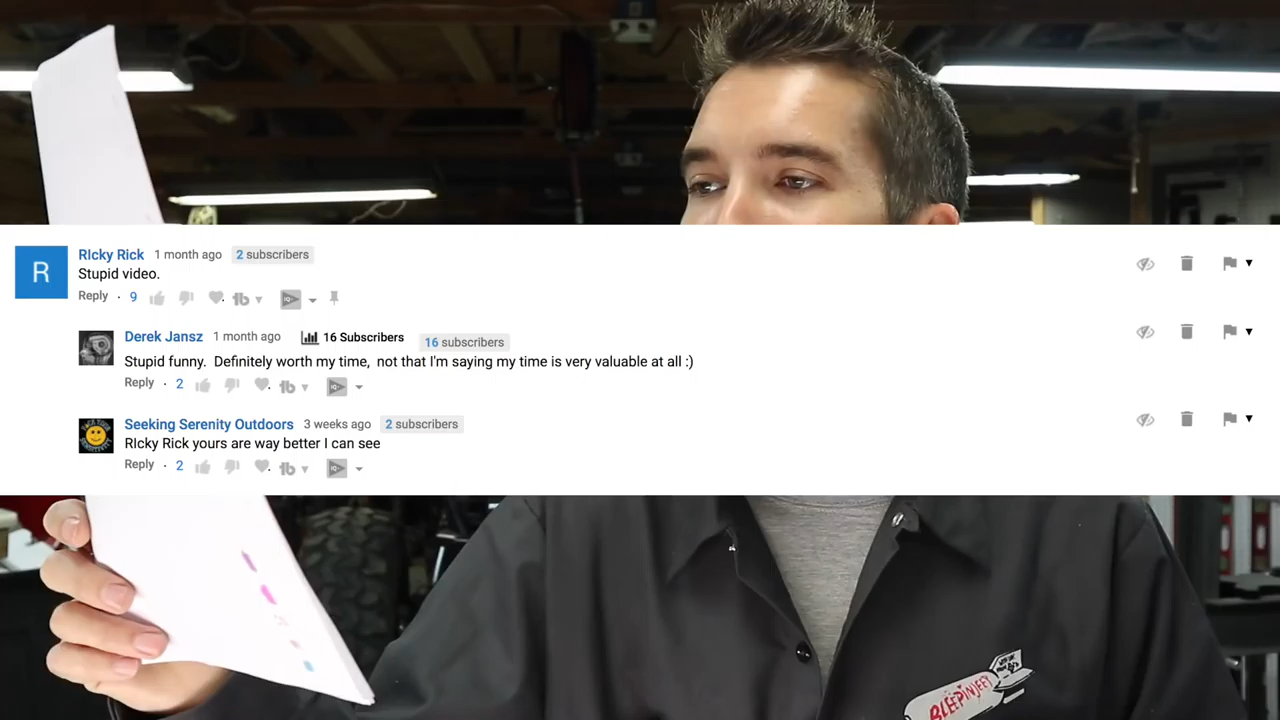 R
RIcky Rick 1 month ago 2 subscribers
Stupid video.
Reply · 9
Derek Jansz 1 month ago 16 Subscribers 16 subscribers
Stupid funny. Definitely worth my time, not that I'm saying my time is very valuable at all :)
Reply · 2
Seeking Serenity Outdoors 3 weeks ago 2 subscribers
RIcky Rick yours are way better I can see
Reply · 2
BLEEPINJEEP